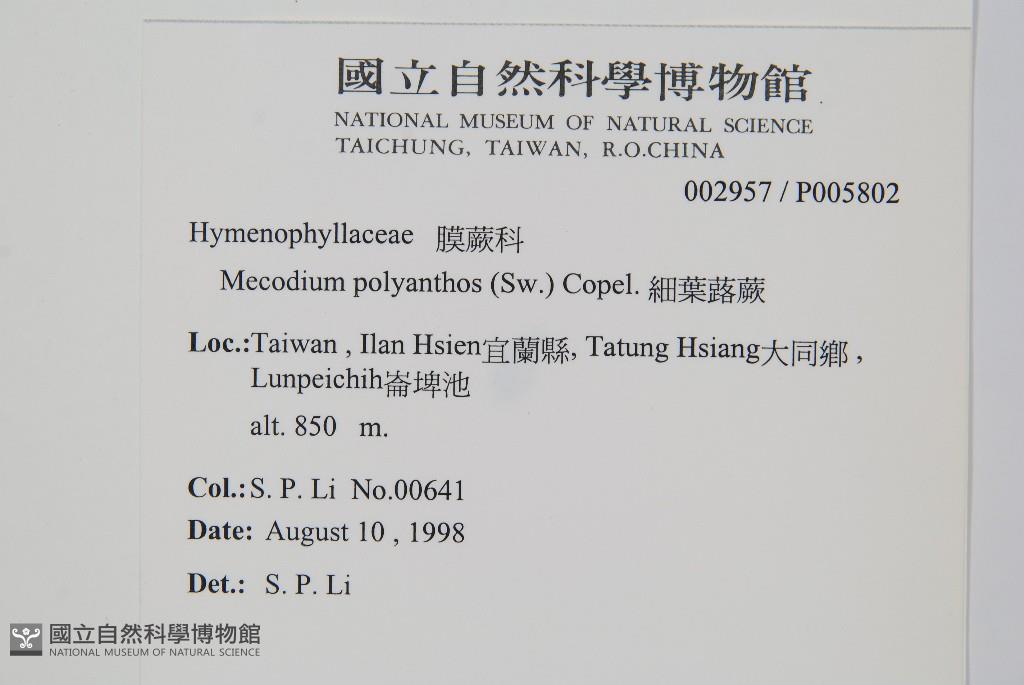 國立自然科學博物館
NATIONAL MUSEUM OF NATURAL SCIENCE
TAICHUNG, TAIWAN, R.O.CHINA
002957 / P005802
Hymenophyllaceae 膜蕨科
Mecodium polyanthos (Sw.) Copel. 細葉蕗蕨
Loc.:Taiwan , Ilan Hsien宜蘭縣, Tatung Hsiang大同鄉 ,
Lunpeichih崙埤池
alt. 850 m.
Col.:S. P. Li No.00641
Date: August 10 , 1998
Det.: S. P. Li
國立自然科學博物館
NATIONAL MUSEUM OF NATURAL SCIENCE